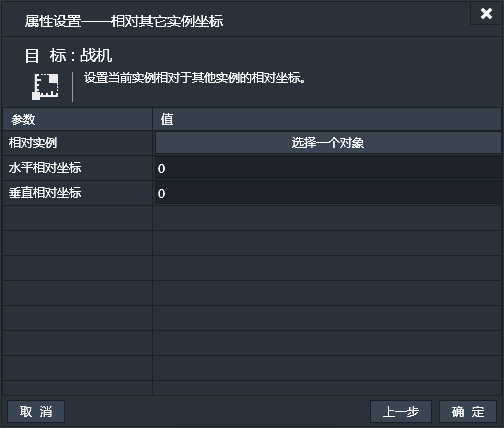 属性设置——相对其它实例坐标
目 标：战机
设置当前实例相对于其他实例的相对坐标。
参数 值
相对实例 选择一个对象
水平相对坐标 0
垂直相对坐标 0
取 消 上一步 确 定